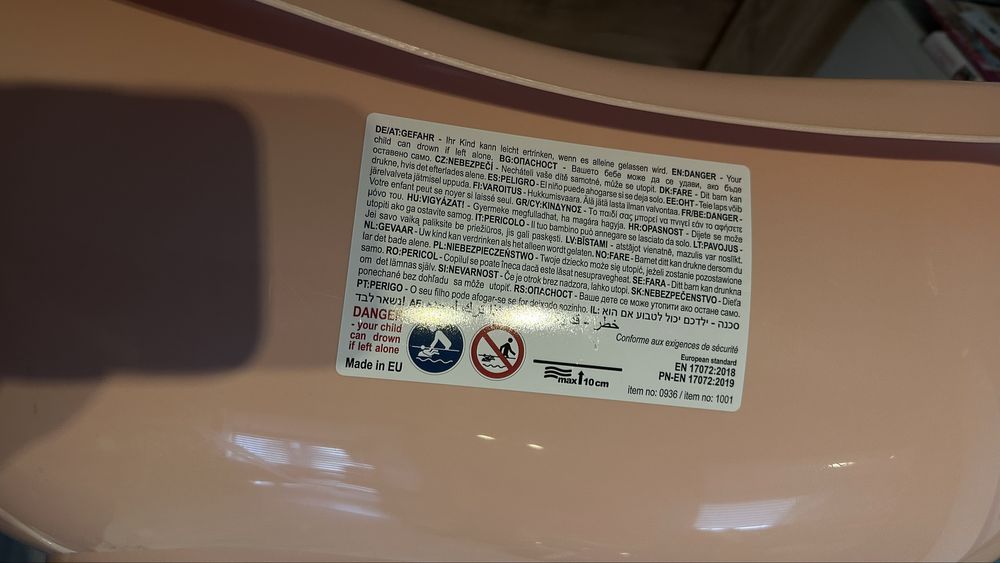 DE/AT:GEFAHR - Ihr Kind kann leicht ertrinken, wenn es alleine gelassen wird. EN:DANGER - Your
child can drown if left alone. BG:ОПАСНОСТ - Вашето бебе може да се удави, ако бъде
оставено само. CZ:NEBEZPEČÍ - Necháteli vaše dítě samotné, může se utopit. DK:FARE - Dit barn kan
drukne, hvis det efterlades alene. ES:PELIGRO - El niño puede ahogarse si se deja solo. EE:OHT - Teie laps võib
järelvalveta jätmisel uppuda. FI:VAROITUS - Hukkumisvaara. Älä jätä lasta ilman valvontaa. FR/BE:DANGER -
Votre enfant peut se noyer si laissé seul. GR/CY:ΚΙΝΔΥΝΟΣ - Το παιδί σας μπορεί να πνιγεί εάν το αφήσετε
μόνο του. HU:VIGYÁZAT! - Gyermeke megfulladhat, ha magára hagyja. HR:OPASNOST - Dijete se može
utopiti ako ga ostavite samog. IT:PERICOLO - Il tuo bambino può annegare se lasciato da solo. LT:PAVOJUS -
Jei savo vaiką paliksite be priežiūros, jis gali paskęsti. LV:BĪSTAMI - atstājot vienatnē, mazulis var noslīkt.
NL:GEVAAR - Uw kind kan verdrinken als het alleen wordt gelaten. NO:FARE - Barnet ditt kan drukne dersom du
lar det bade alene. PL:NIEBEZPIECZEŃSTWO - Twoje dziecko może się utopić, jeżeli zostanie pozostawione
samo. RO:PERICOL - Copilul se poate îneca dacă este lăsat nesupravegheat. SE:FARA - Ditt barn kan drunkna
om det lämnas själv. SI:NEVARNOST - Če je otrok brez nadzora, lahko utopi. SK:NEBEZPEČENSTVO - Dieťa
ponechané bez dohľadu sa môže utopiť. RS:ОПАСНОСТ - Ваше дете се може утопити ако остане само.
PT:PERIGO - O seu filho pode afogar-se se for deixado sozinho. IL: סכנה - ילדכם יכול לטבוע אם הוא
נשאר לבד! AE خطر -
DANGER
- your child
can drown
if left alone
Made in EU
max 10 cm
Conforme aux exigences de sécurité
European standard
EN 17072:2018
PN-EN 17072:2019
item no: 0936 / item no: 1001